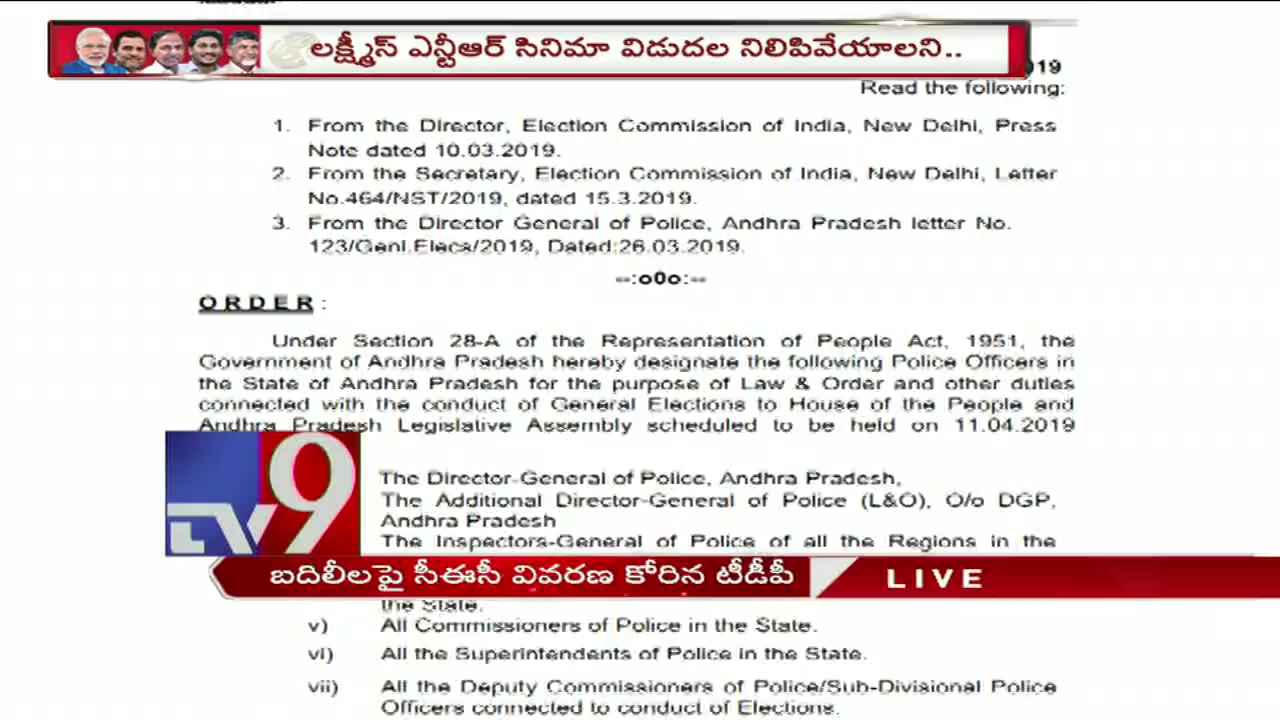 లక్ష్మీస్ ఎన్టీఆర్ సినిమా విడుదల నిలిపివేయాలని..
019
Read the following:
1. From the Director, Election Commission of India, New Delhi, Press
Note dated 10.03.2019.
2. From the Secretary, Election Commission of India, New Delhi, Letter
No.464/NST/2019, dated 15.3.2019.
3. From the Director General of Police, Andhra Pradesh letter No.
123/Genl.Elecs/2019, Dated:26.03.2019.
--:o0o:--
ORDER:
Under Section 28-A of the Representation of People Act, 1951, the
Government of Andhra Pradesh hereby designate the following Police Officers in
the State of Andhra Pradesh for the purpose of Law & Order and other duties
connected with the conduct of General Elections to House of the People and
Andhra Pradesh Legislative Assembly scheduled to be held on 11.04.2019
The Director-General of Police, Andhra Pradesh,
The Additional Director-General of Police (L&O), O/o DGP,
Andhra Pradesh
The Inspectors-General of Police of all the Regions in the
TV9
బదిలీలపై సీఈసీ వివరణ కోరిన టీడీపీ
LIVE
the State.
v) All Commissioners of Police in the State.
vi) All the Superintendents of Police in the State.
vii) All the Deputy Commissioners of Police/Sub-Divisional Police
Officers connected to conduct of Elections.